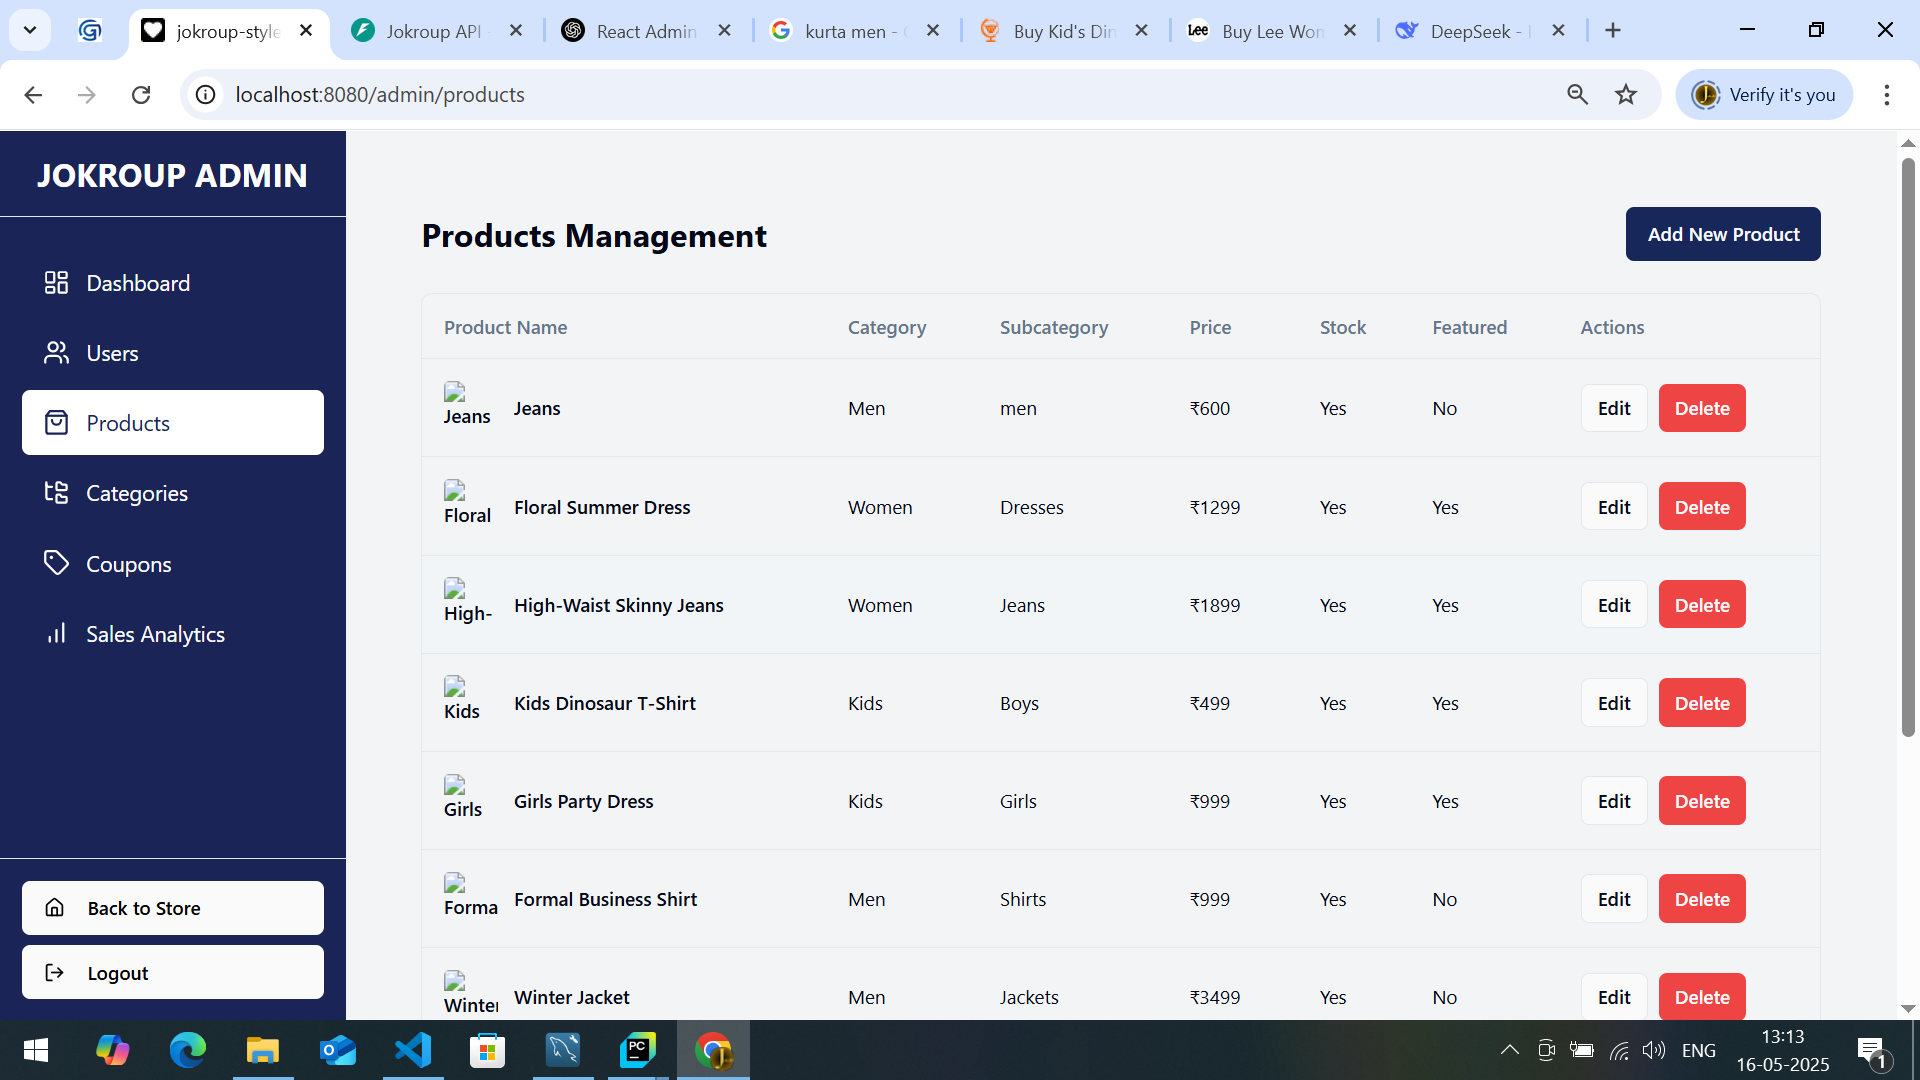 jokroup-style
Jokroup API
React Admin
kurta men -
Buy Kid's Din
Lee Buy Lee Wor
DeepSeek -
localhost:8080/admin/products
Verify it's you
JOKROUP ADMIN
Dashboard
Users
Products
Categories
Coupons
Sales Analytics
Back to Store
Logout
Products Management
Add New Product
Product Name Category Subcategory Price Stock Featured Actions
Jeans Jeans Men men ₹600 Yes No Edit Delete
Floral Floral Summer Dress Women Dresses ₹1299 Yes Yes Edit Delete
High- High-Waist Skinny Jeans Women Jeans ₹1899 Yes Yes Edit Delete
Kids Kids Dinosaur T-Shirt Kids Boys ₹499 Yes Yes Edit Delete
Girls Girls Party Dress Kids Girls ₹999 Yes Yes Edit Delete
Forma Formal Business Shirt Men Shirts ₹999 Yes No Edit Delete
Winter Winter Jacket Men Jackets ₹3499 Yes No Edit Delete
PC
ENG
13:13
16-05-2025
1